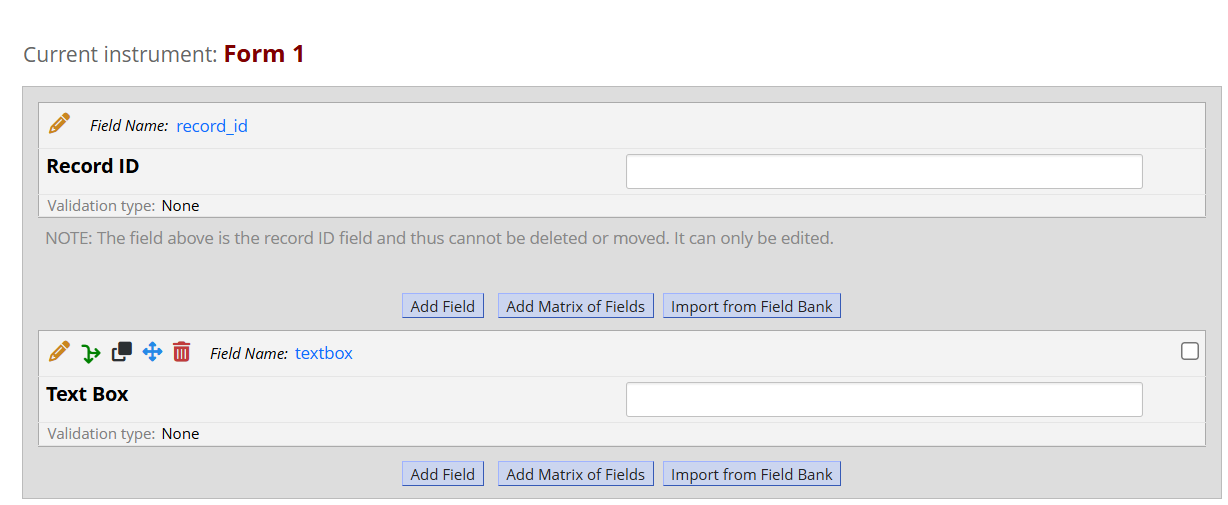 Current instrument: Form 1
Field Name: record_id
Record ID
Validation type: None
NOTE: The field above is the record ID field and thus cannot be deleted or moved. It can only be edited.
Add Field Add Matrix of Fields Import from Field Bank
Field Name: textbox
Text Box
Validation type: None
Add Field Add Matrix of Fields Import from Field Bank